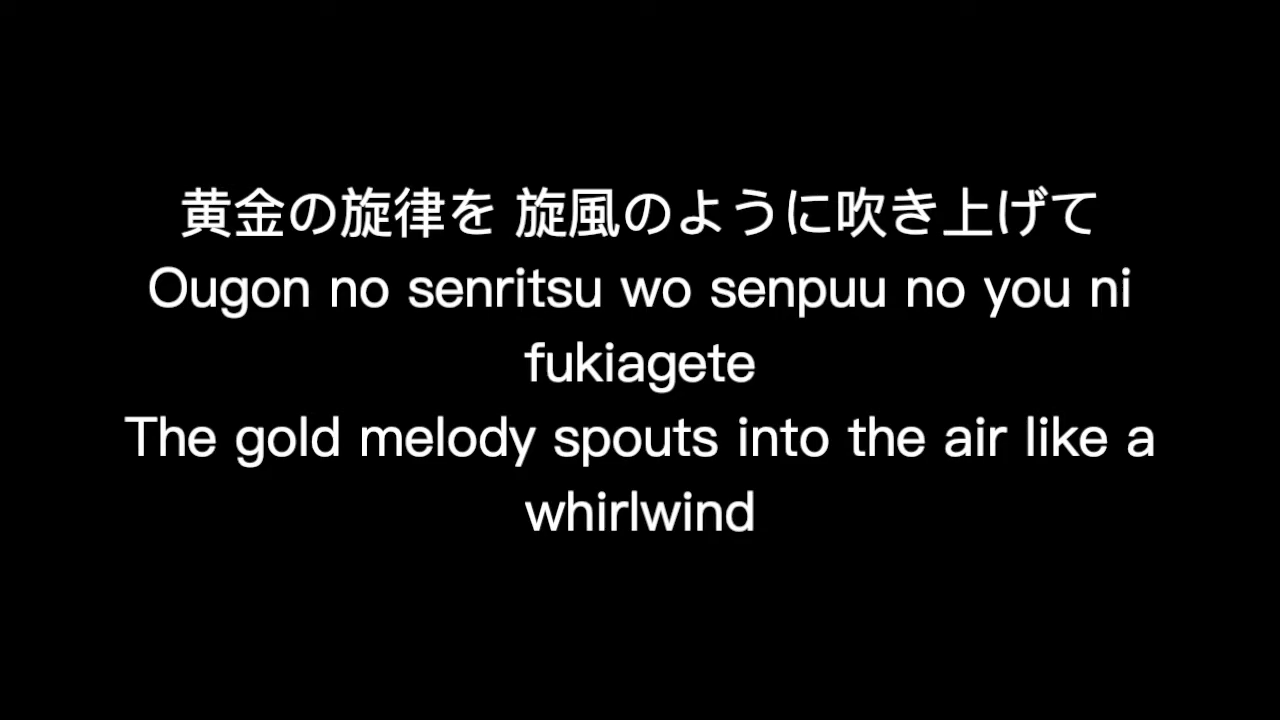 黄金の旋律を 旋風のように吹き上げて
Ougon no senritsu wo senpuu no you ni
fukiagete
The gold melody spouts into the air like a
whirlwind